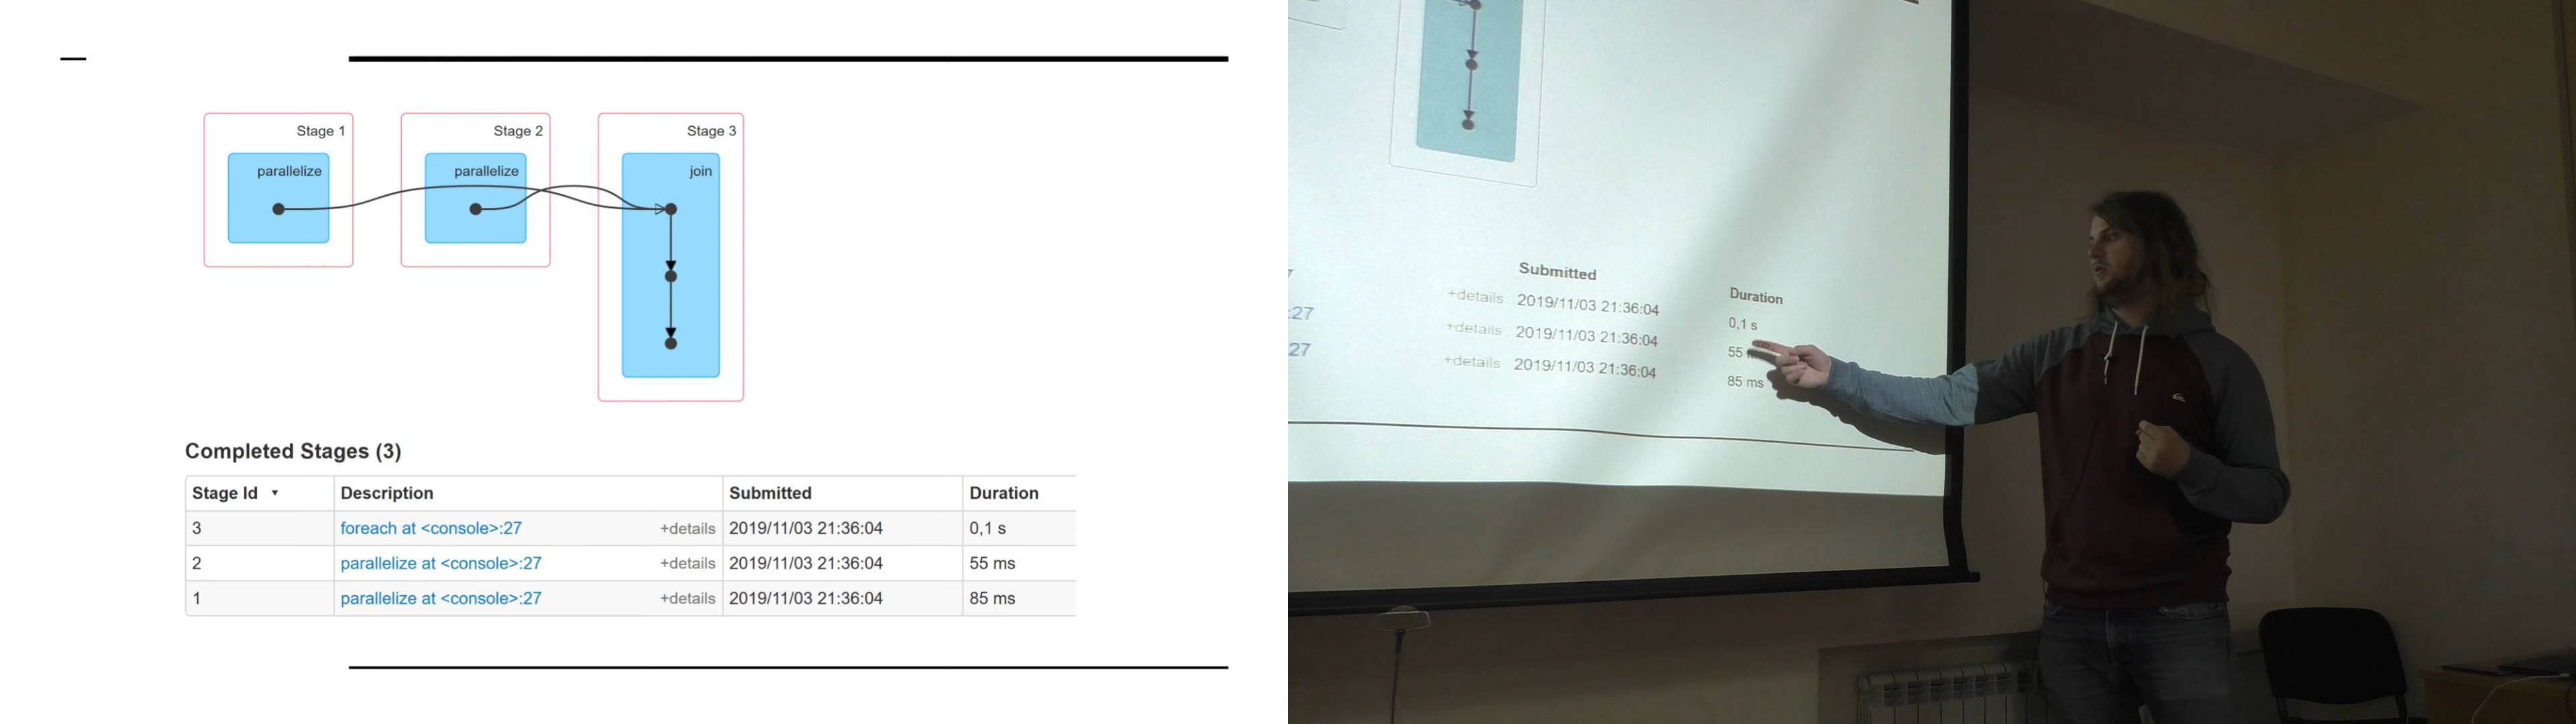 Stage 1
Stage 2
Stage 3
parallelize
parallelize
join
Completed Stages (3)
Stage Id ▾ Description Submitted Duration
3 foreach at <console>:27 +details 2019/11/03 21:36:04 0,1 s
2 parallelize at <console>:27 +details 2019/11/03 21:36:04 55 ms
1 parallelize at <console>:27 +details 2019/11/03 21:36:04 85 ms
Submitted Duration
+details 2019/11/03 21:36:04 0,1 s
:27 +details 2019/11/03 21:36:04 55
27 +details 2019/11/03 21:36:04 85 ms